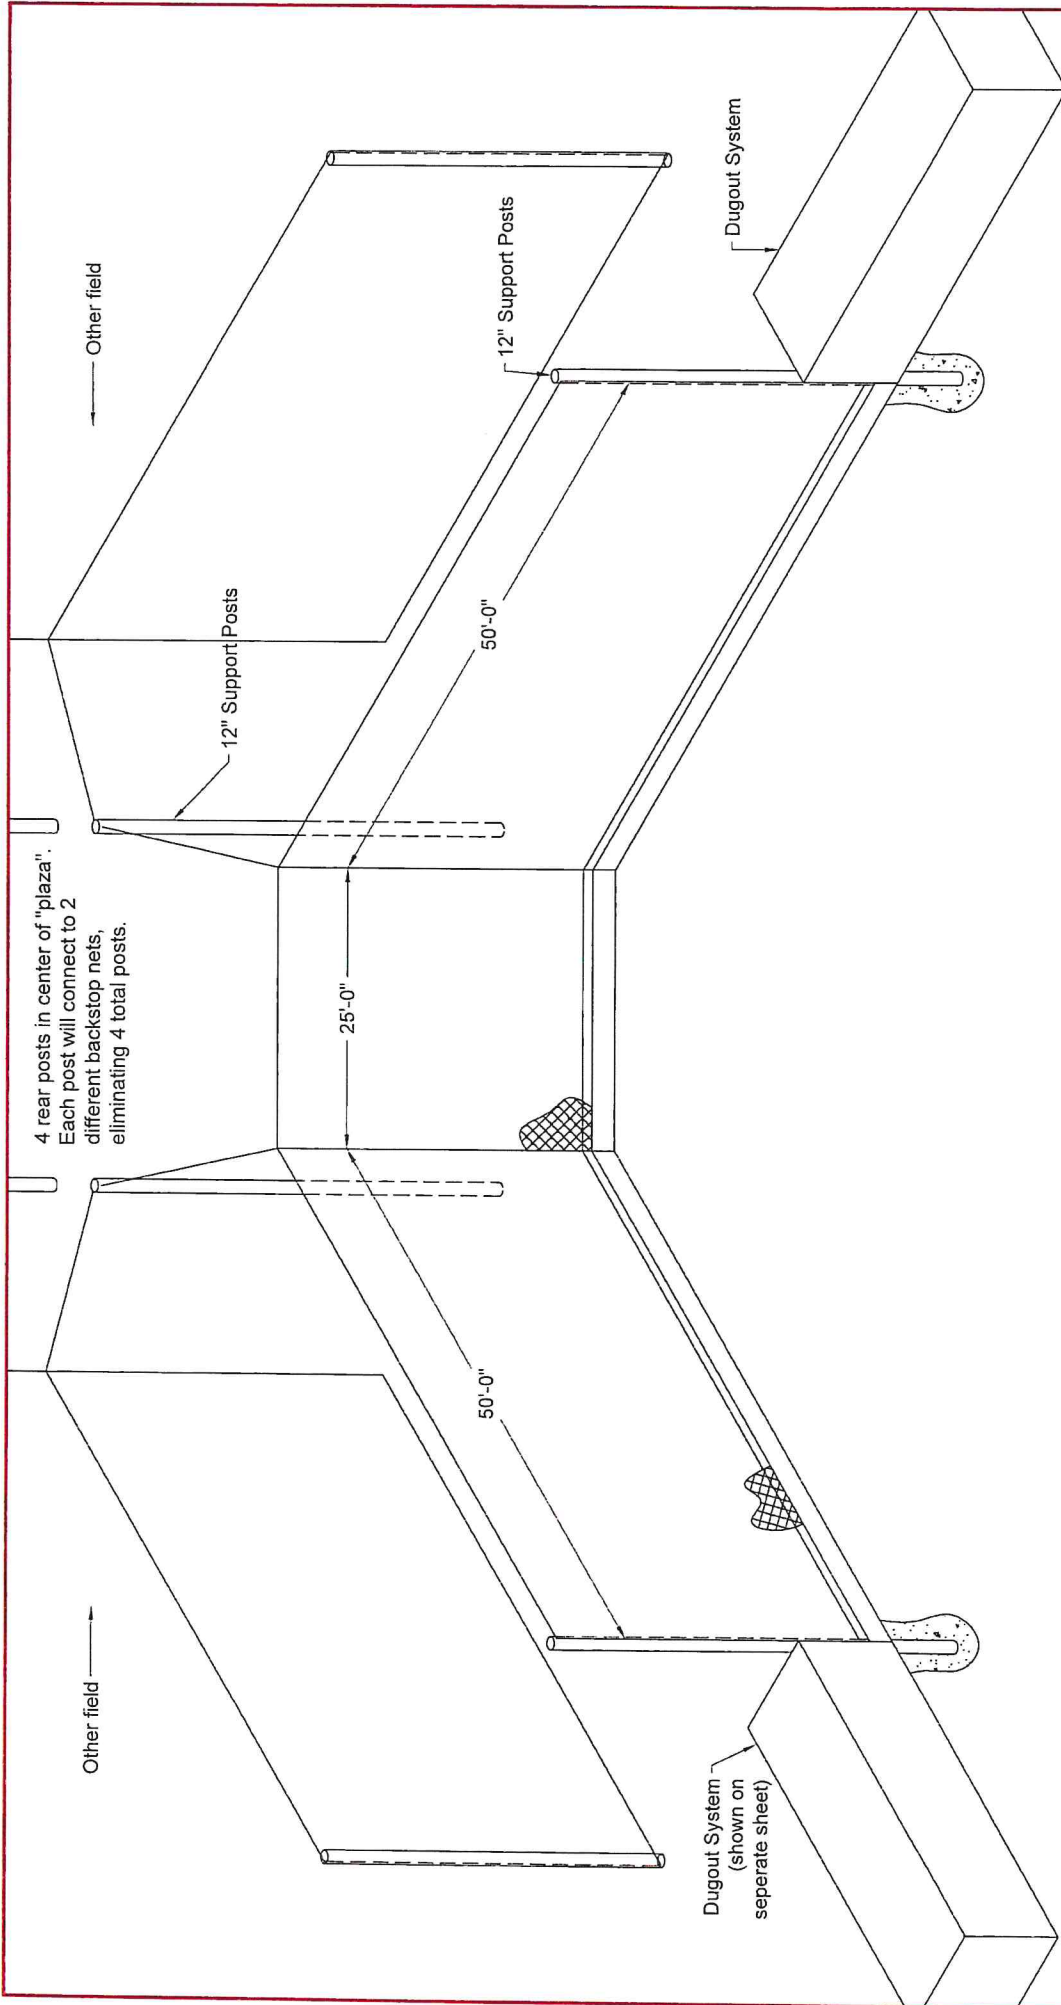 4 rear posts in center of "plaza".
Each post will connect to 2
different backstop nets,
eliminating 4 total posts.
Other field
Other field
12" Support Posts
12" Support Posts
50'-0"
25'-0"
50'-0"
Dugout System
(shown on
seperate sheet)
Dugout System